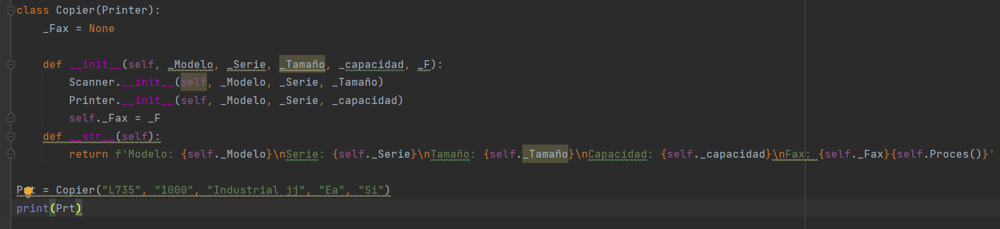 class Copier(Printer):
    _Fax = None
    def __init__(self, _Modelo, _Serie, _Tamaño, _capacidad, _F):
        Scanner.__init__(self, _Modelo, _Serie, _Tamaño)
        Printer.__init__(self, _Modelo, _Serie, _capacidad)
        self._Fax = _F
    def __str__(self):
        return f'Modelo: {self._Modelo}\nSerie: {self._Serie}\nTamaño: {self._Tamaño}\nCapacidad: {self._capacidad}\nFax: {self._Fax}{self.Proces()}'
Prt = Copier("L735", "1000", "Industrial jj", "Ea", "Si")
print(Prt)